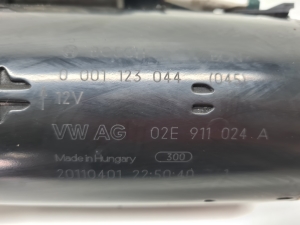 0 001 123 044 (045)
12V
VW AG 02E 911 024 A
Made in Hungary 300
20110401 22:50:40